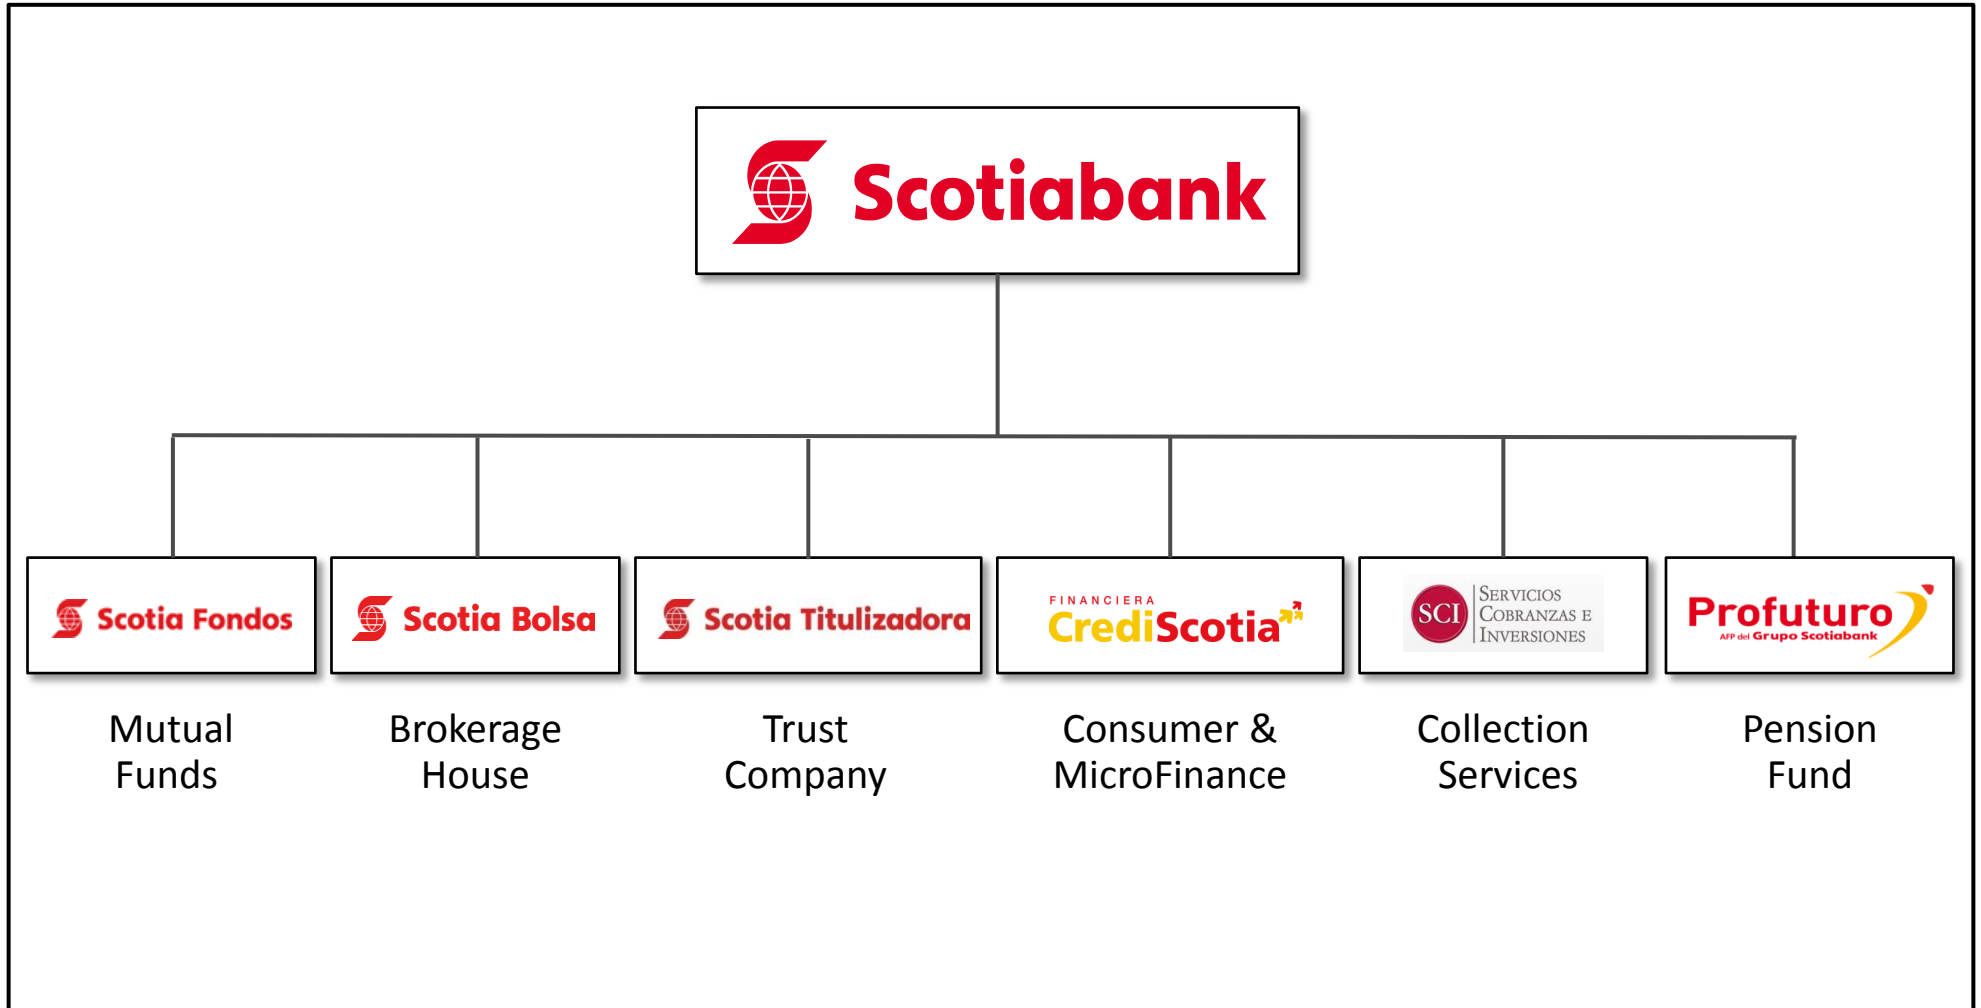 Scotiabank
Scotia Fondos
Scotia Bolsa
Scotia Titulizadora
FINANCIERA
CrediScotia
SCI
SERVICIOS
COBRANZAS E
INVERSIONES
Profuturo
AFP del Grupo Scotiabank
Mutual
Funds
Brokerage
House
Trust
Company
Consumer &
MicroFinance
Collection
Services
Pension
Fund